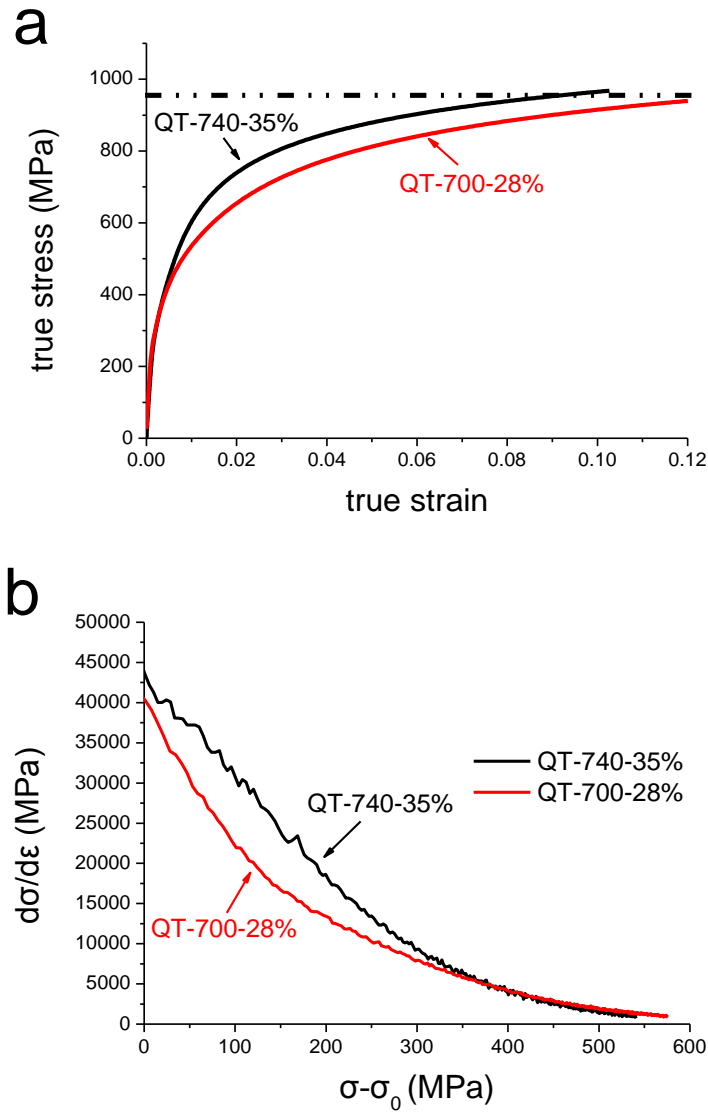 a
1000
800
600
400
200
0
true stress (MPa)
QT-740-35%
QT-700-28%
0.00 0.02 0.04 0.06 0.08 0.10 0.12
true strain
b
50000
45000
40000
35000
30000
25000
20000
15000
10000
5000
0
dσ/dε (MPa)
QT-740-35%
QT-700-28%
QT-740-35%
QT-700-28%
0 100 200 300 400 500 600
σ-σ₀ (MPa)